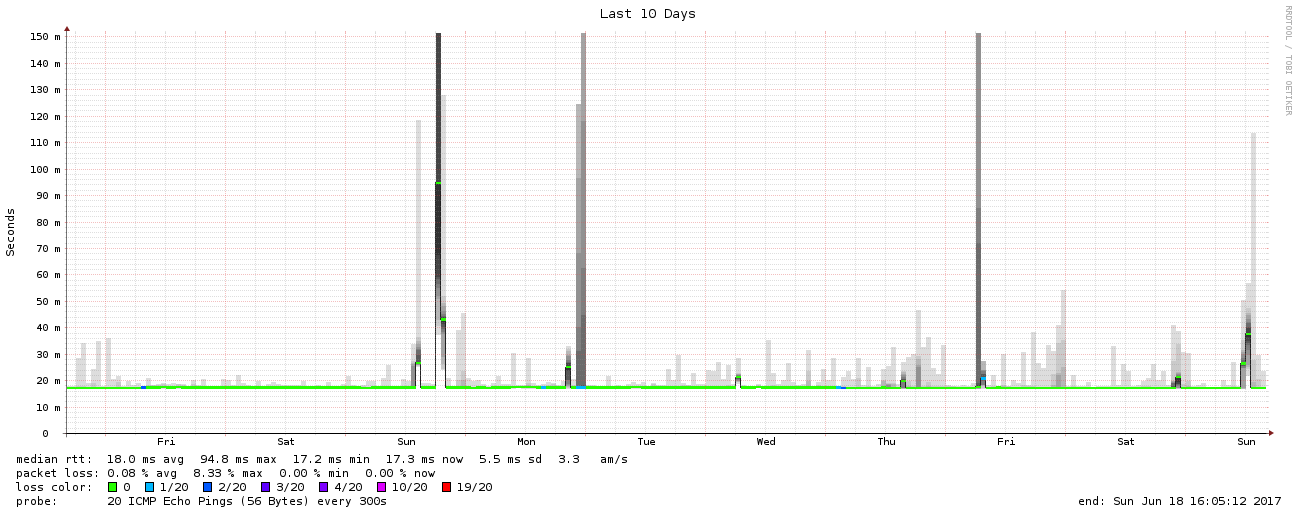 Last 10 Days
RRDTOOL / TOBI OETIKER
Seconds
150 m
140 m
130 m
120 m
110 m
100 m
90 m
80 m
70 m
60 m
50 m
40 m
30 m
20 m
10 m
0
Fri Sat Sun Mon Tue Wed Thu Fri Sat Sun
median rtt: 18.0 ms avg 94.8 ms max 17.2 ms min 17.3 ms now 5.5 ms sd 3.3 am/s
packet loss: 0.08 % avg 8.33 % max 0.00 % min 0.00 % now
loss color: 0 1/20 2/20 3/20 4/20 10/20 19/20
probe: 20 ICMP Echo Pings (56 Bytes) every 300s end: Sun Jun 18 16:05:12 2017